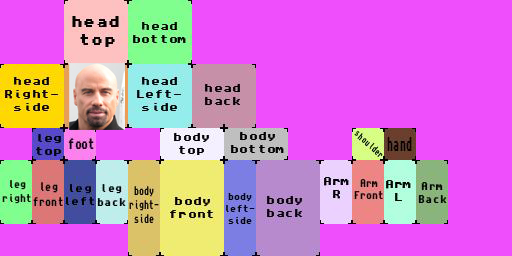 head
top
head
bottom
head
Right-
side
head
Left-
side
head
back
leg
top
foot
body
top
body
bottom
shoulder
hand
leg
right
leg
front
leg
left
leg
back
body
right-
side
body
front
body
left-
side
body
back
Arm
R
Arm
Front
Arm
L
Arm
Back